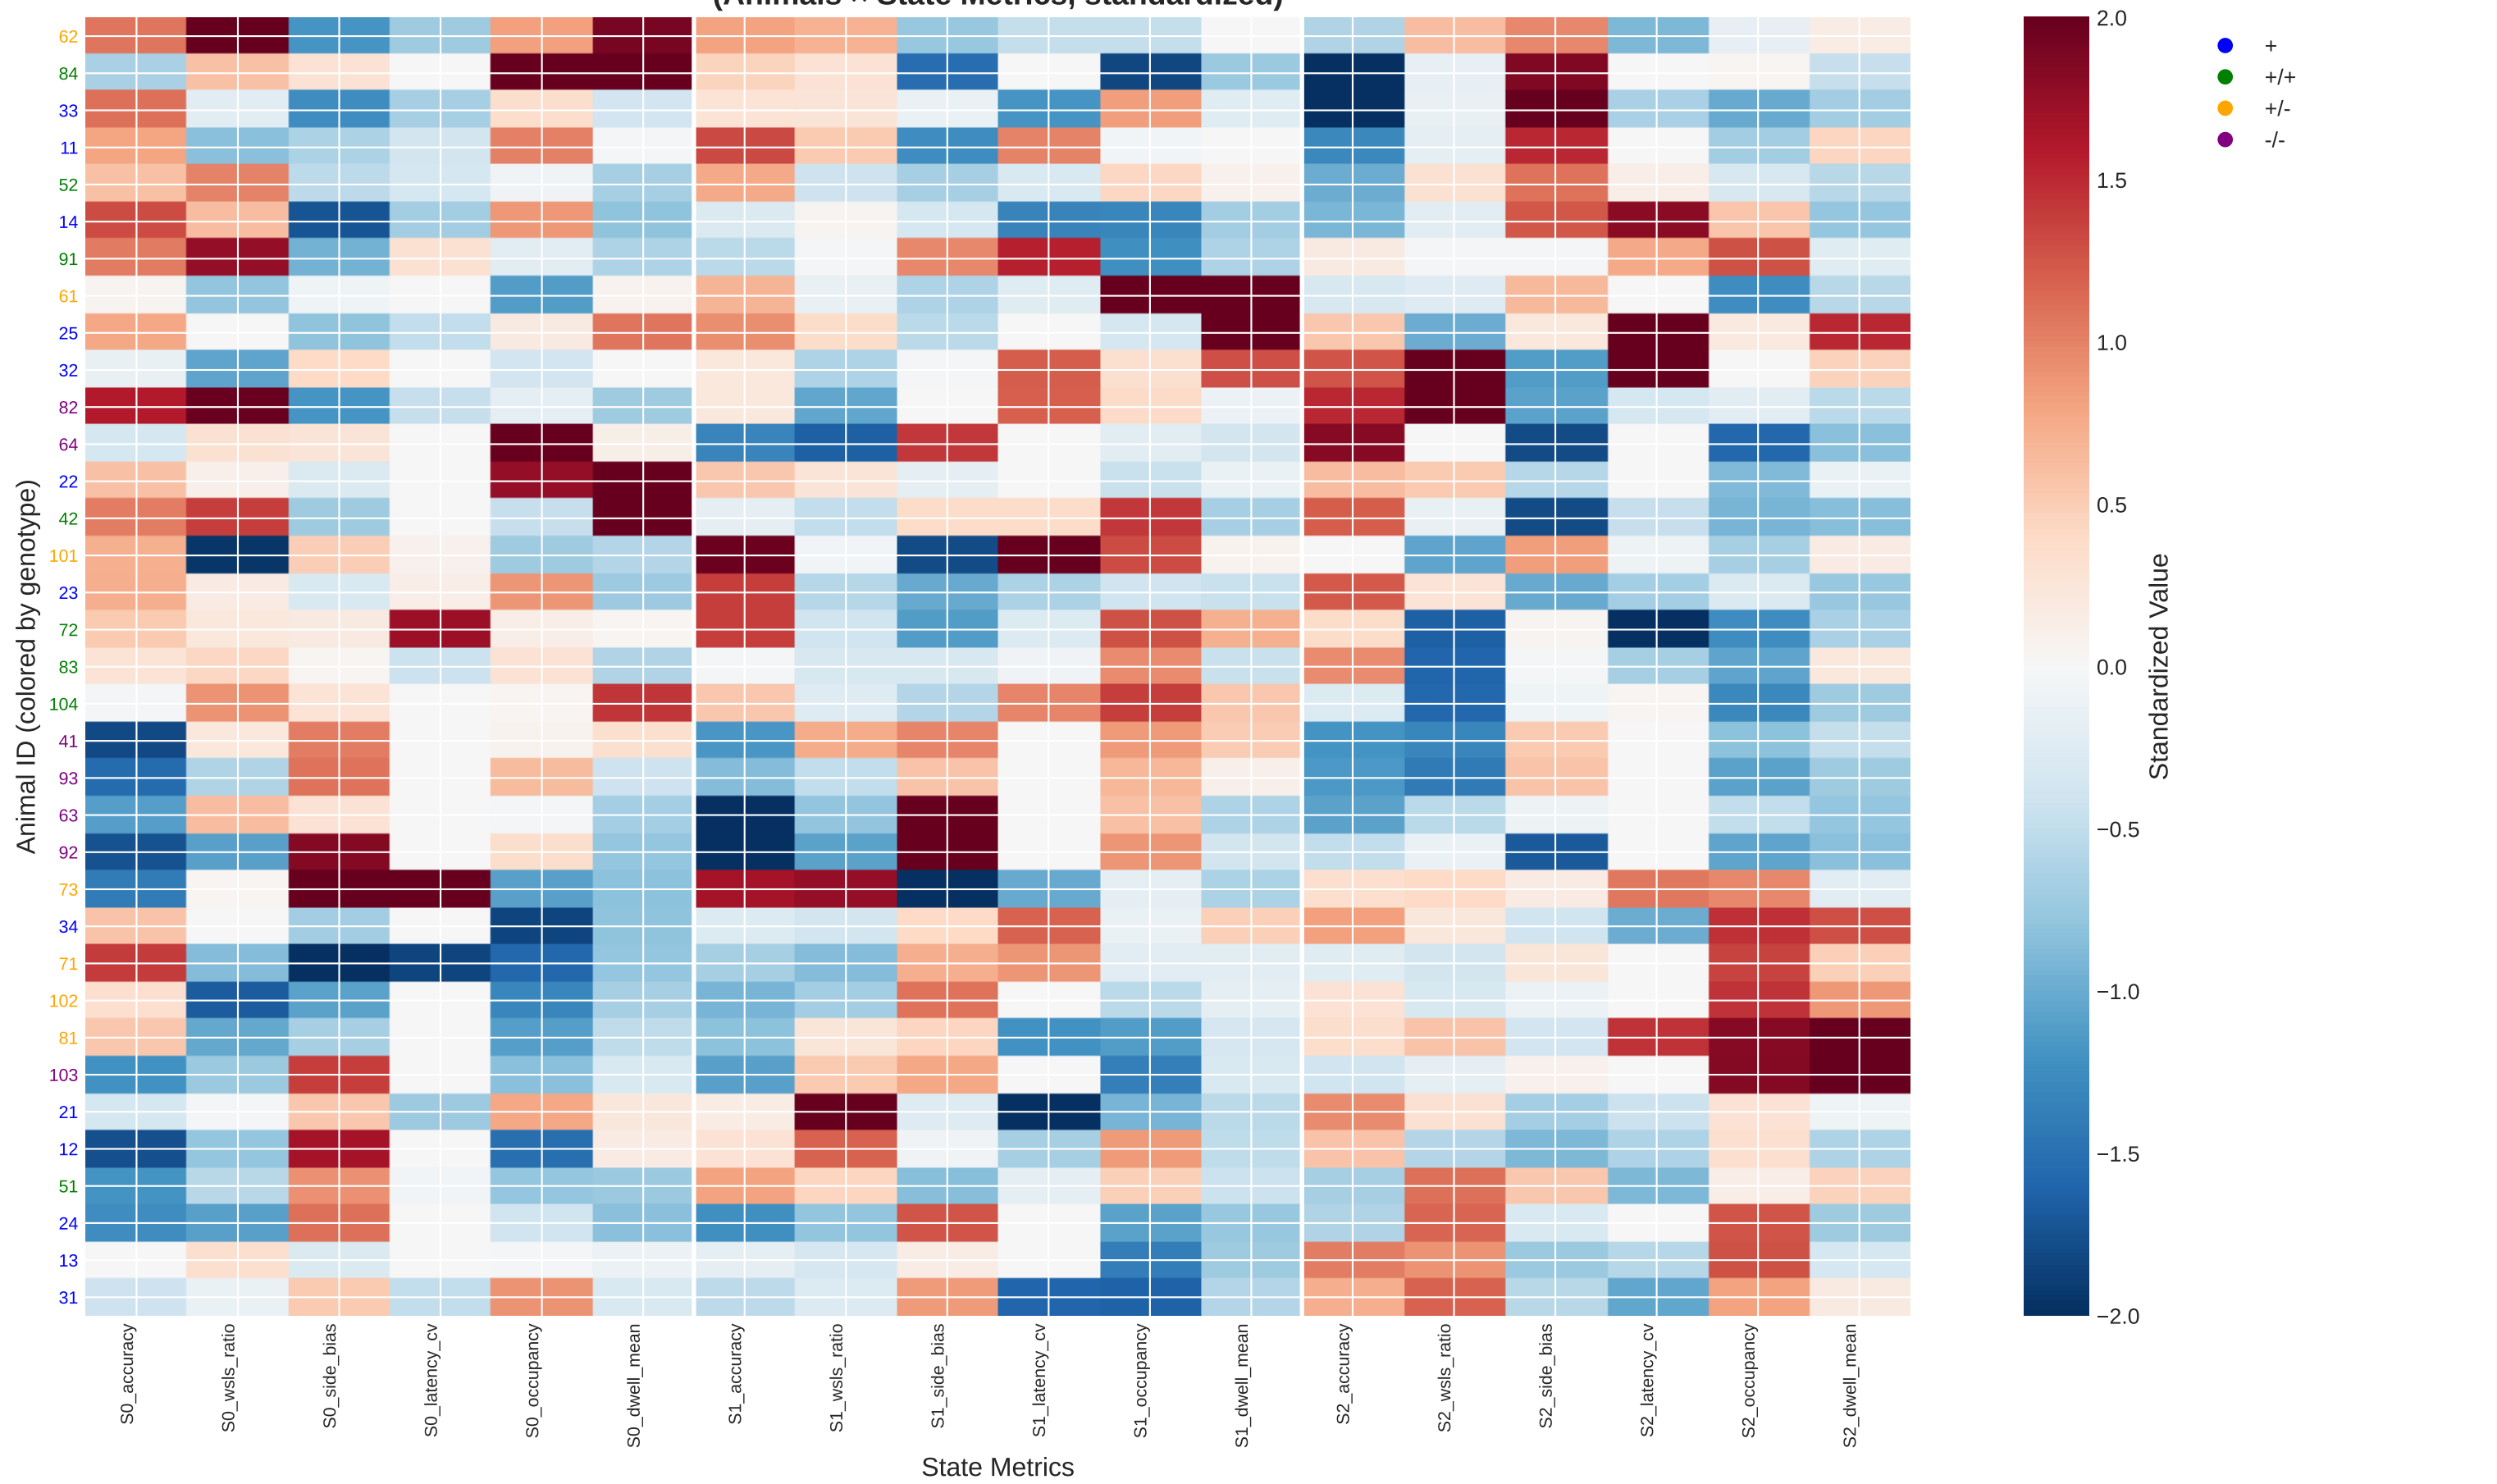 (Animals × State Metrics, standardized)
62
84
33
11
52
14
91
61
25
32
82
64
22
42
101
23
72
83
104
41
93
63
92
73
34
71
102
81
103
21
12
51
24
13
31
Animal ID (colored by genotype)
S0_accuracy
S0_wsls_ratio
S0_side_bias
S0_latency_cv
S0_occupancy
S0_dwell_mean
S1_accuracy
S1_wsls_ratio
S1_side_bias
S1_latency_cv
S1_occupancy
S1_dwell_mean
S2_accuracy
S2_wsls_ratio
S2_side_bias
S2_latency_cv
S2_occupancy
S2_dwell_mean
State Metrics
2.0
1.5
1.0
0.5
0.0
−0.5
−1.0
−1.5
−2.0
Standardized Value
+
+/+
+/-
-/-